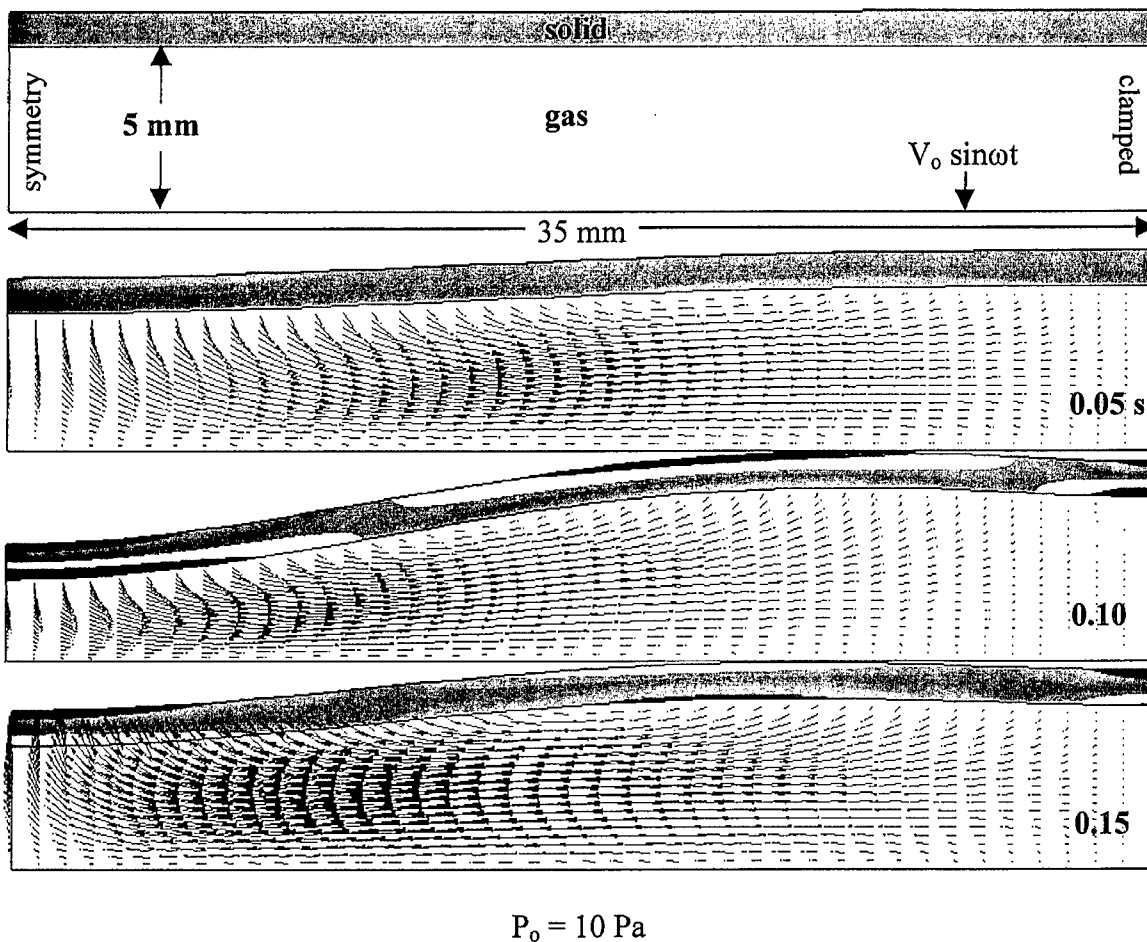 solid
symmetry
5 mm
gas
clamped
V₀ sinωt
35 mm
0.05 s
0.10
0.15
P₀ = 10 Pa